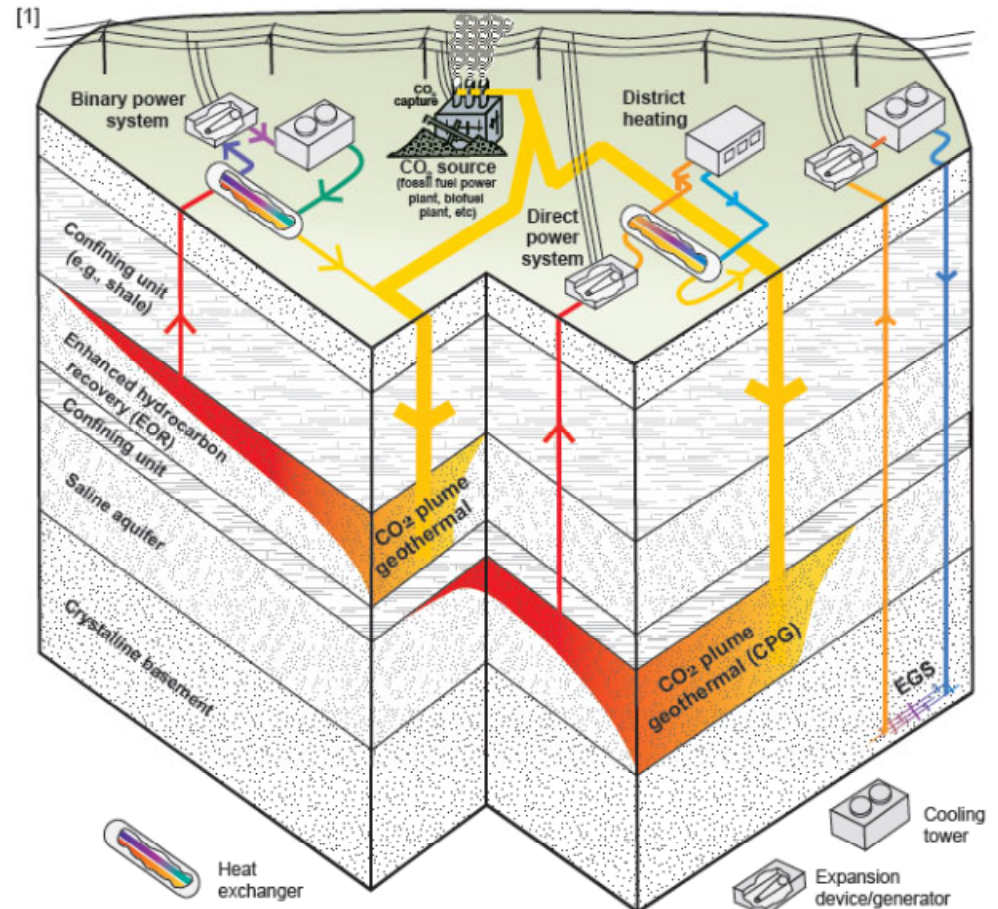 [1]
Binary power
system
CO₂
capture
CO₂ source
(fossil fuel power
plant, biofuel
plant, etc)
District
heating
Direct
power
system
Confining unit
(e.g., shale)
Enhanced hydrocarbon
recovery (EOR)
Confining unit
Saline aquifer
Crystalline basement
CO2 plume
geothermal
CO2 plume
geothermal (CPG)
EGS
Heat
exchanger
Cooling
tower
Expansion
device/generator